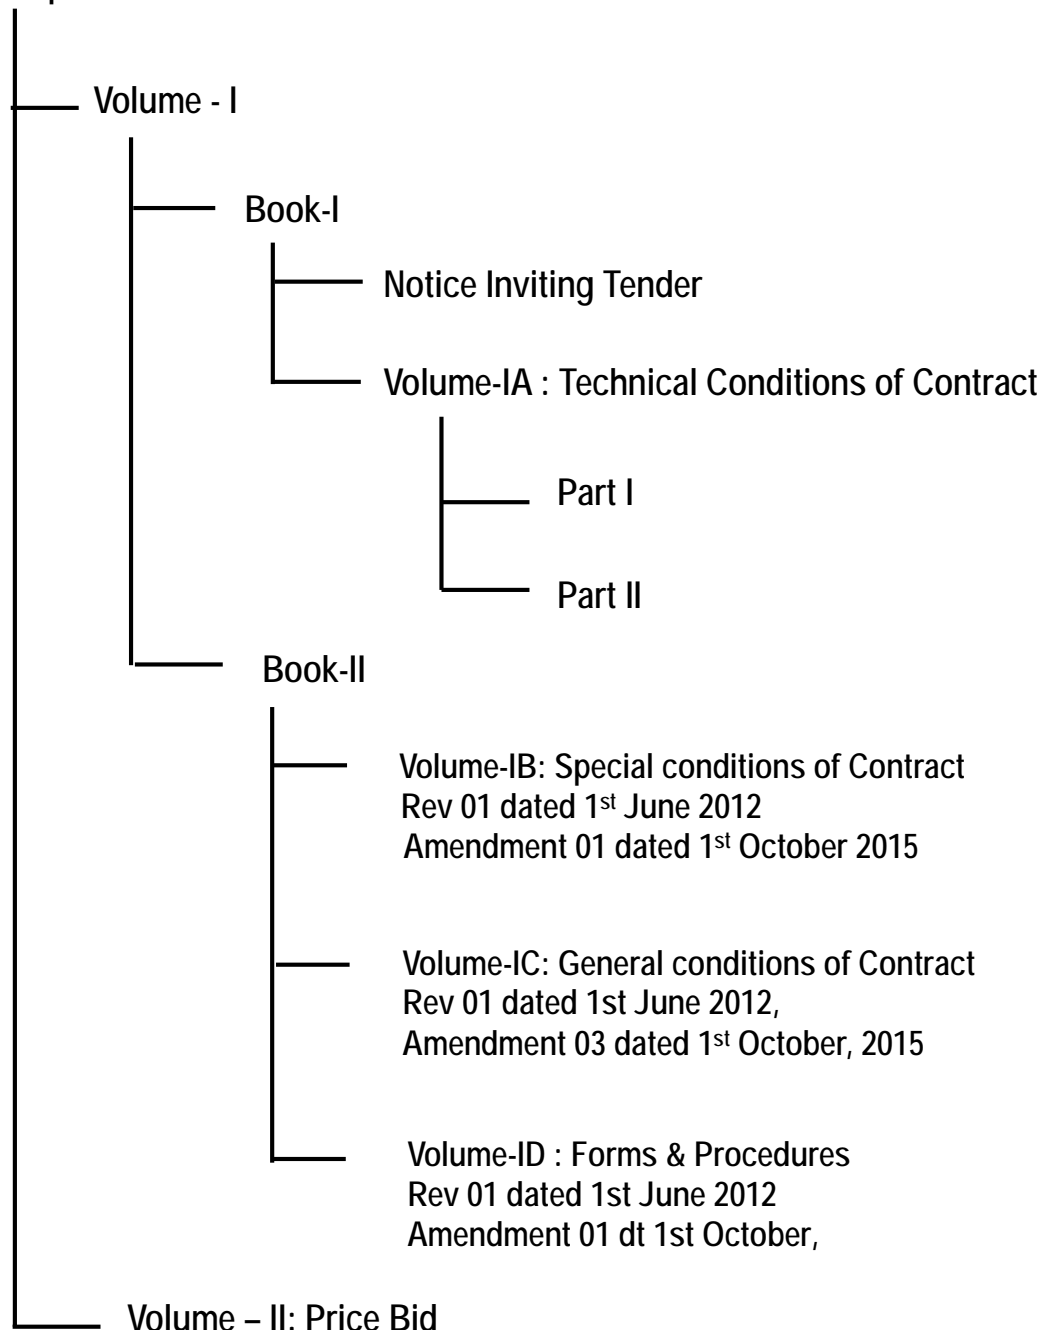 Volume - I
Book-I
Notice Inviting Tender
Volume-IA : Technical Conditions of Contract
Part I
Part II
Book-II
Volume-IB: Special conditions of Contract
Rev 01 dated 1st June 2012
Amendment 01 dated 1st October 2015
Volume-IC: General conditions of Contract
Rev 01 dated 1st June 2012,
Amendment 03 dated 1st October, 2015
Volume-ID : Forms & Procedures
Rev 01 dated 1st June 2012
Amendment 01 dt 1st October,
Volume – II: Price Bid